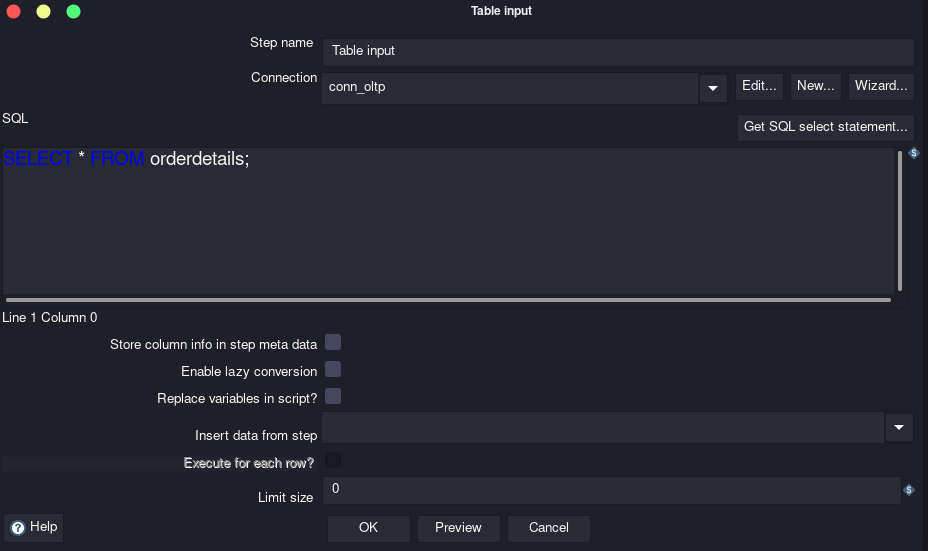 Table input
Step name Table input
Connection conn_oltp Edit... New... Wizard...
SQL Get SQL select statement...
SELECT * FROM orderdetails;
Line 1 Column 0
Store column info in step meta data
Enable lazy conversion
Replace variables in script?
Insert data from step
Execute for each row?
Limit size 0
Help OK Preview Cancel